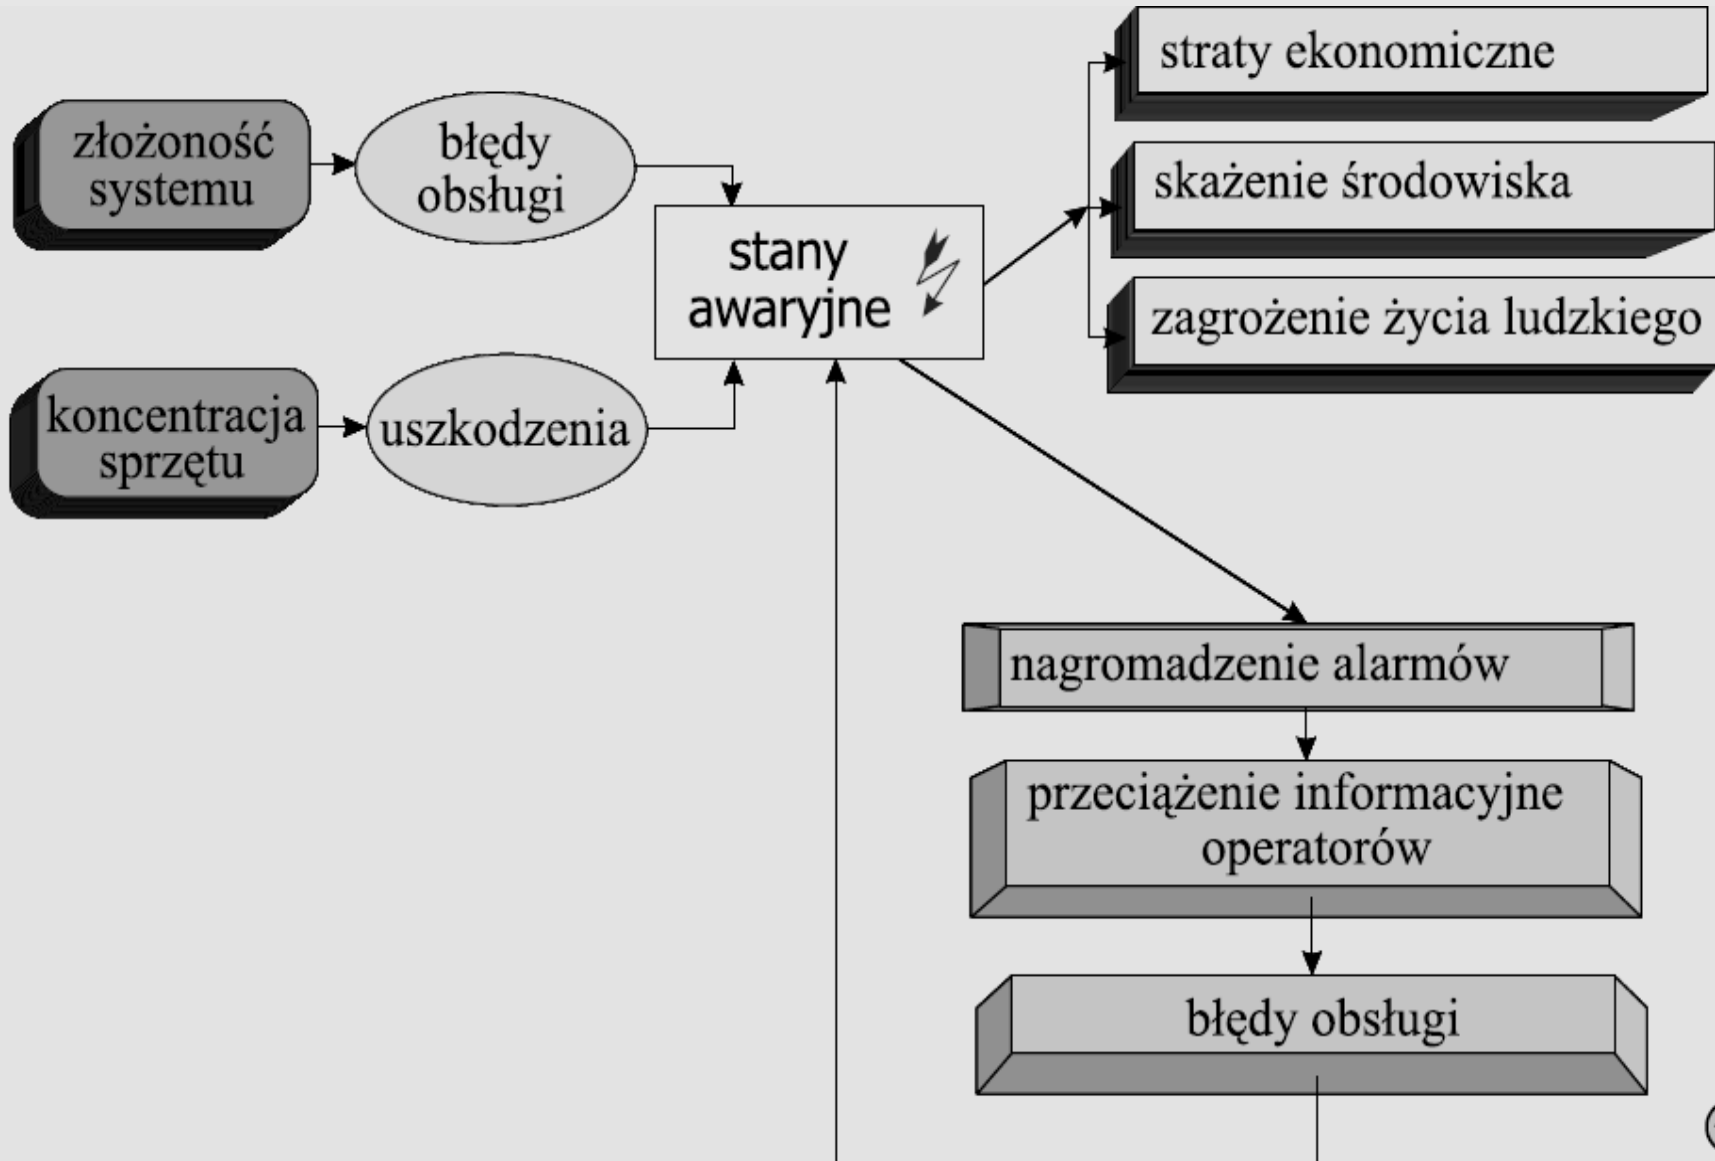 złożoność
systemu
błędy
obsługi
koncentracja
sprzętu
uszkodzenia
stany
awaryjne
straty ekonomiczne
skażenie środowiska
zagrożenie życia ludzkiego
nagromadzenie alarmów
przeciążenie informacyjne
operatorów
błędy obsługi